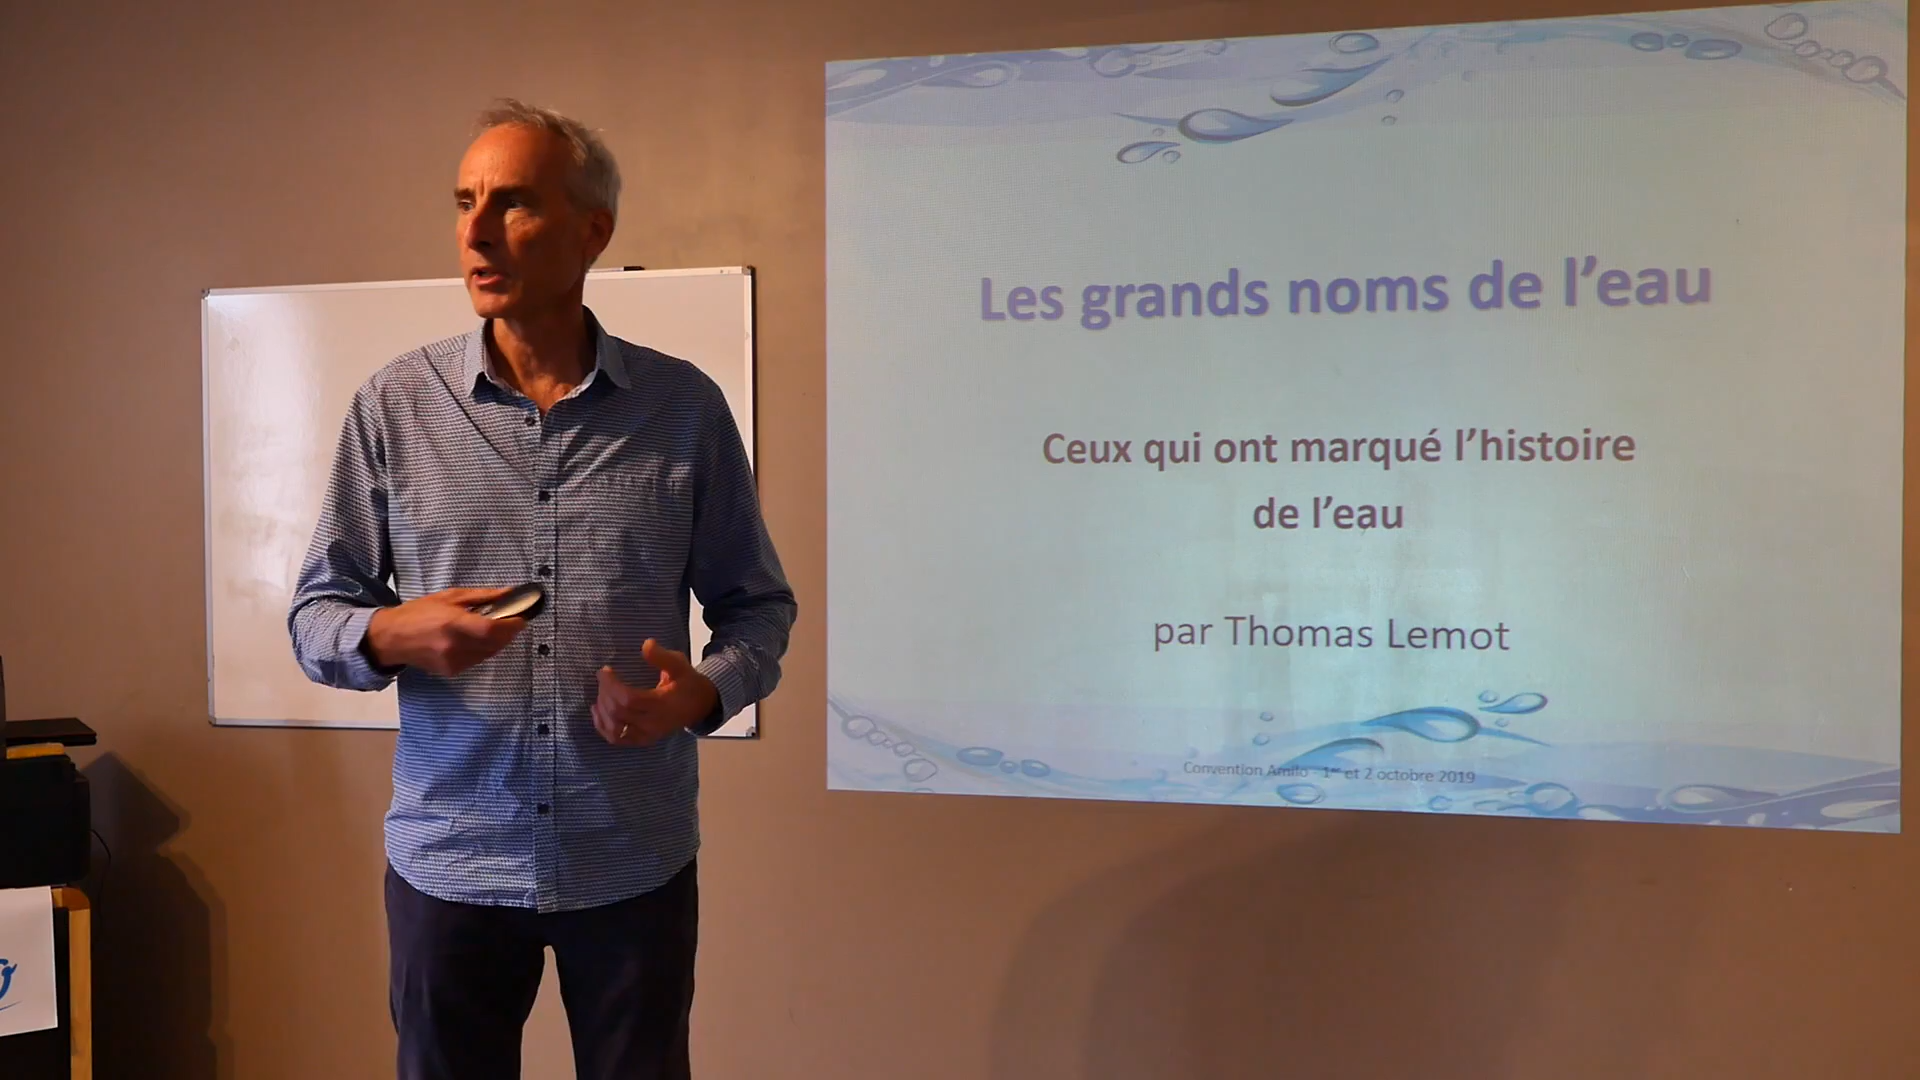 Les grands noms de l’eau
Ceux qui ont marqué l’histoire
de l’eau
par Thomas Lemot
Convention Amilo - 1er et 2 octobre 2019